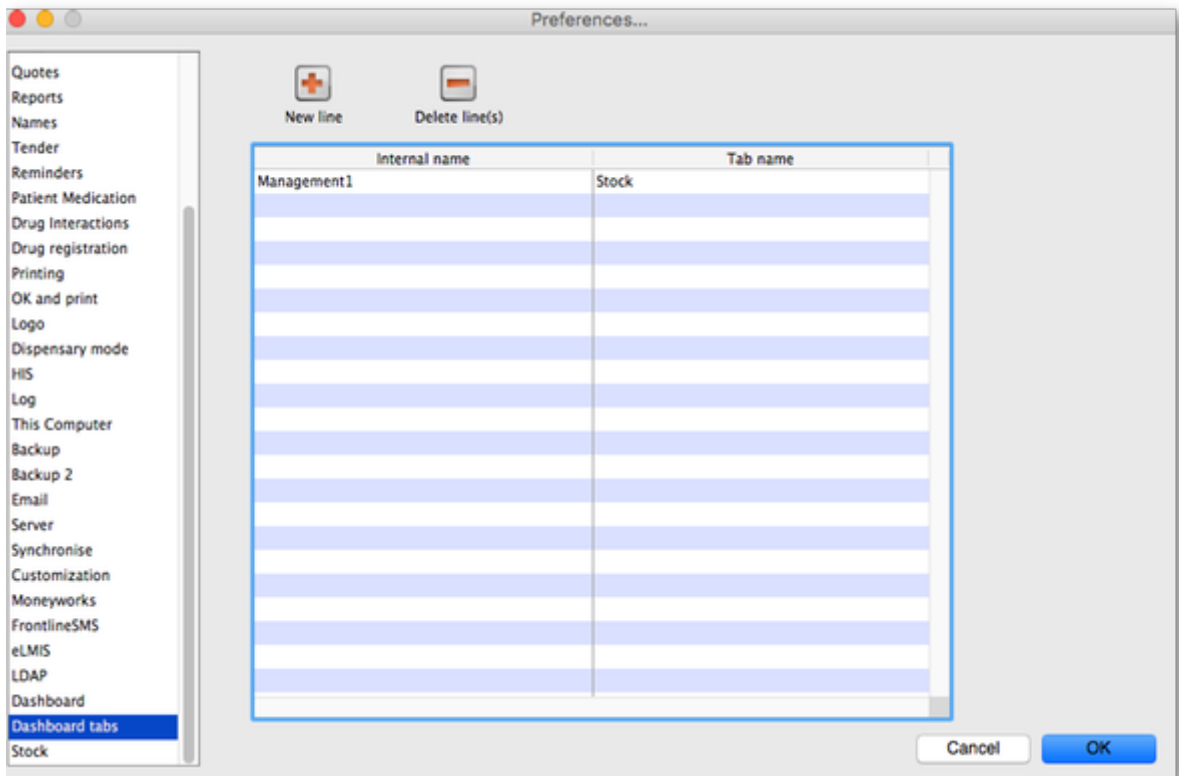 Preferences...
Quotes
Reports
Names
Tender
Reminders
Patient Medication
Drug Interactions
Drug registration
Printing
OK and print
Logo
Dispensary mode
HIS
Log
This Computer
Backup
Backup 2
Email
Server
Synchronise
Customization
Moneyworks
FrontlineSMS
eLMIS
LDAP
Dashboard
Dashboard tabs
Stock
New line Delete line(s)
Internal name Tab name
Management1 Stock
Cancel OK